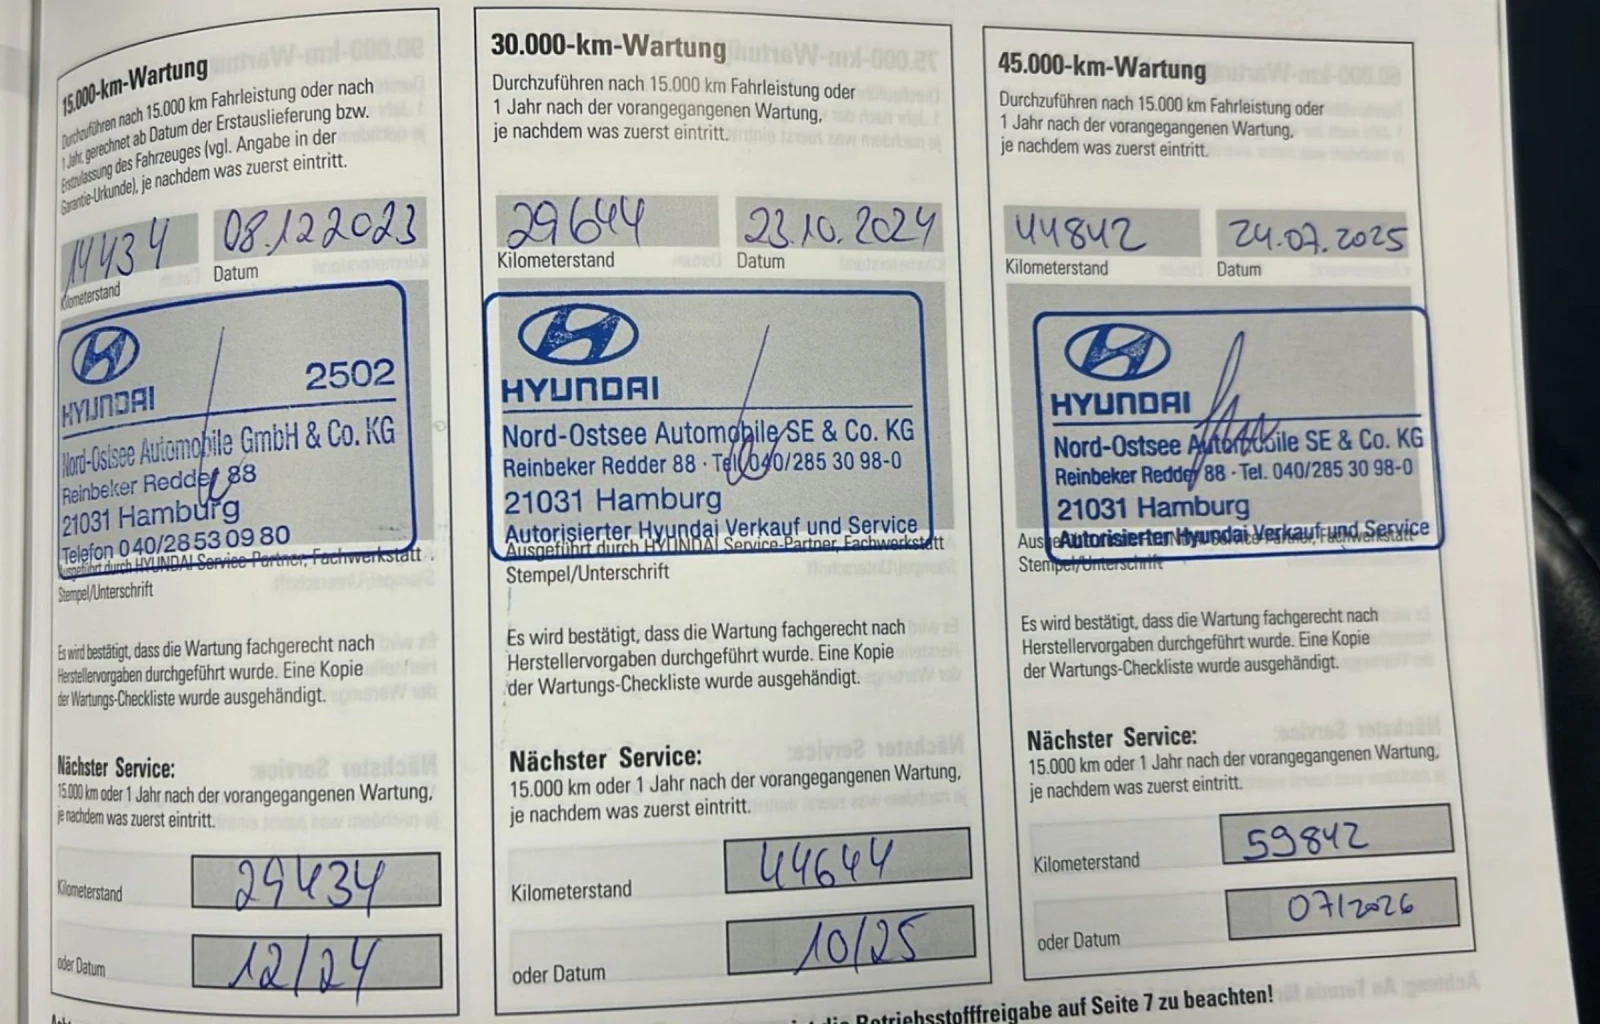 15.000-km-Wartung
Durchzuführen nach 15.000 km Fahrleistung oder nach
1 Jahr, gerechnet ab Datum der Erstauslieferung bzw.
Erstzulassung des Fahrzeuges (vgl. Angabe in der
Garantie-Urkunde), je nachdem was zuerst eintritt.
14434 08.12.2023
Kilometerstand Datum
HYUNDAI 2502
Nord-Ostsee Automobile GmbH & Co. KG
Reinbeker Redder 88
21031 Hamburg
Telefon 040/28 53 09 80
Ausgeführt durch HYUNDAI Service-Partner, Fachwerkstatt
Stempel/Unterschrift
Es wird bestätigt, dass die Wartung fachgerecht nach
Herstellervorgaben durchgeführt wurde. Eine Kopie
der Wartungs-Checkliste wurde ausgehändigt.
Nächster Service:
15.000 km oder 1 Jahr nach der vorangegangenen Wartung,
je nachdem was zuerst eintritt.
Kilometerstand 29434
oder Datum 12/24
30.000-km-Wartung
Durchzuführen nach 15.000 km Fahrleistung oder
1 Jahr nach der vorangegangenen Wartung,
je nachdem was zuerst eintritt.
29644 23.10.2024
Kilometerstand Datum
HYUNDAI
Nord-Ostsee Automobile SE & Co. KG
Reinbeker Redder 88 · Tel. 040/285 30 98-0
21031 Hamburg
Autorisierter Hyundai Verkauf und Service
Ausgeführt durch HYUNDAI Service-Partner, Fachwerkstatt
Stempel/Unterschrift
Es wird bestätigt, dass die Wartung fachgerecht nach
Herstellervorgaben durchgeführt wurde. Eine Kopie
der Wartungs-Checkliste wurde ausgehändigt.
Nächster Service:
15.000 km oder 1 Jahr nach der vorangegangenen Wartung,
je nachdem was zuerst eintritt.
Kilometerstand 44644
oder Datum 10/25
45.000-km-Wartung
Durchzuführen nach 15.000 km Fahrleistung oder
1 Jahr nach der vorangegangenen Wartung,
je nachdem was zuerst eintritt.
44842 24.07.2025
Kilometerstand Datum
HYUNDAI
Nord-Ostsee Automobile SE & Co. KG
Reinbeker Redder 88 · Tel. 040/285 30 98-0
21031 Hamburg
Autorisierter Hyundai Verkauf und Service
Stempel/Unterschrift
Es wird bestätigt, dass die Wartung fachgerecht nach
Herstellervorgaben durchgeführt wurde. Eine Kopie
der Wartungs-Checkliste wurde ausgehändigt.
Nächster Service:
15.000 km oder 1 Jahr nach der vorangegangenen Wartung,
je nachdem was zuerst eintritt.
Kilometerstand 59842
oder Datum 07/2026
die Betriebsstofffreigabe auf Seite 7 zu beachten!